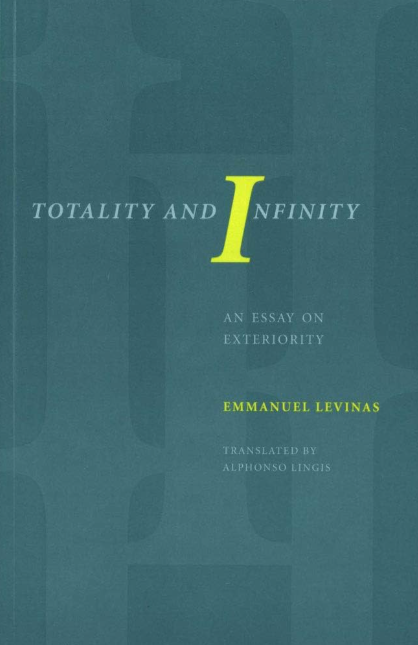 TOTALITY AND INFINITY
AN ESSAY ON
EXTERIORITY
EMMANUEL LEVINAS
TRANSLATED BY
ALPHONSO LINGIS